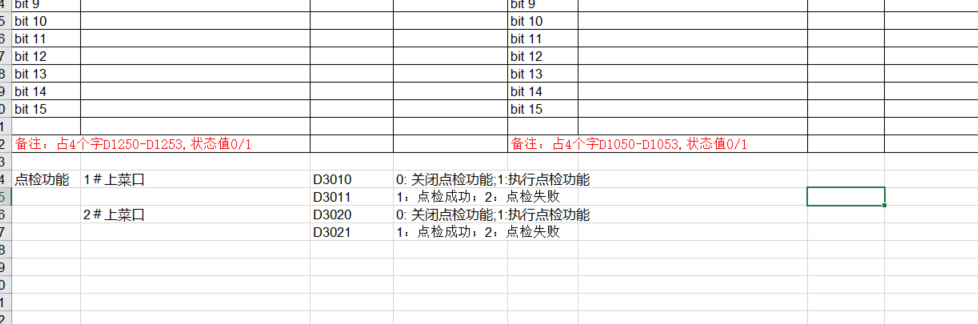 4 bit 9 bit 9
5 bit 10 bit 10
6 bit 11 bit 11
7 bit 12 bit 12
8 bit 13 bit 13
9 bit 14 bit 14
0 bit 15 bit 15
1
2 备注：占4个字D1250-D1253,状态值0/1 备注：占4个字D1050-D1053,状态值0/1
3
4 点检功能 1＃上菜口 D3010 0: 关闭点检功能;1:执行点检功能
5 D3011 1：点检成功；2：点检失败
6 2＃上菜口 D3020 0: 关闭点检功能;1:执行点检功能
7 D3021 1：点检成功；2：点检失败
8
9
0
1
2